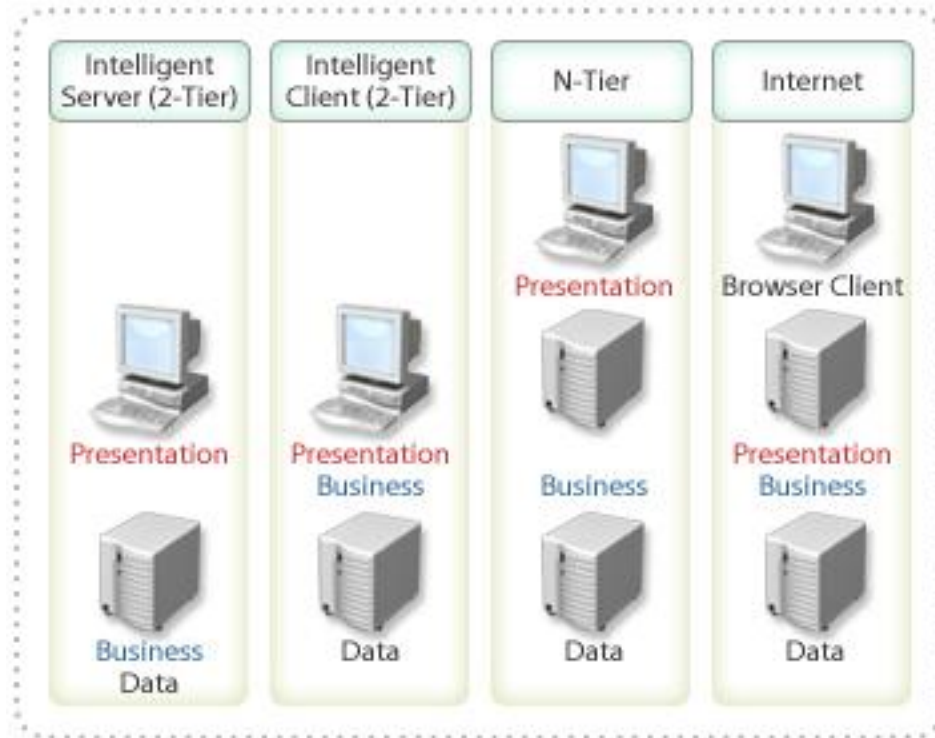 Intelligent
Server (2-Tier)
Intelligent
Client (2-Tier)
N-Tier
Internet
Presentation
Business
Data
Presentation
Business
Data
Presentation
Business
Data
Browser Client
Presentation
Business
Data